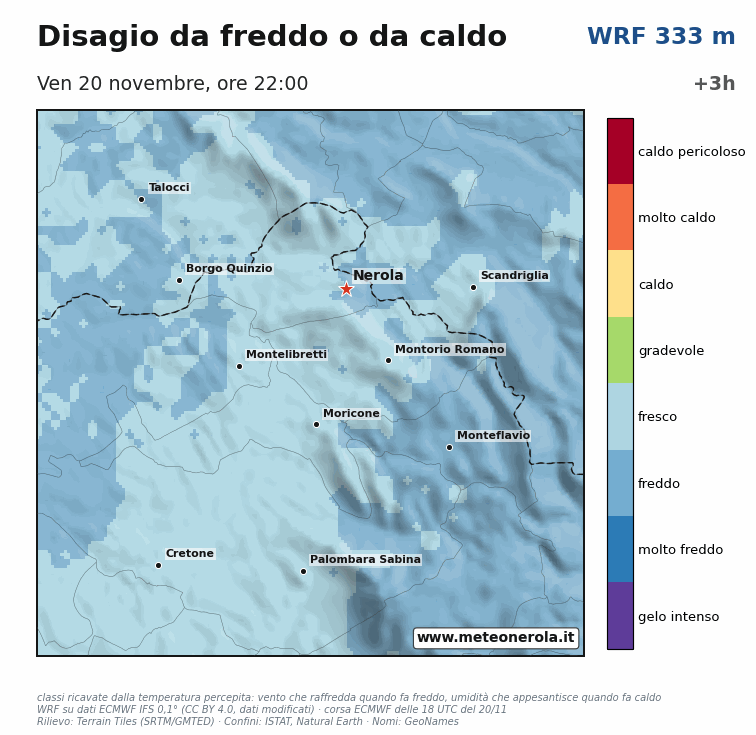 Disagio da freddo o da caldo
WRF 333 m
Ven 20 novembre, ore 22:00
+3h
caldo pericoloso
molto caldo
caldo
gradevole
fresco
freddo
molto freddo
gelo intenso
Talocci
Borgo Quinzio
Nerola
Scandriglia
Montelibretti
Montorio Romano
Moricone
Monteflavio
Cretone
Palombara Sabina
www.meteonerola.it
classi ricavate dalla temperatura percepita: vento che raffredda quando fa freddo, umidità che appesantisce quando fa caldo
WRF su dati ECMWF IFS 0,1° (CC BY 4.0, dati modificati) · corsa ECMWF delle 18 UTC del 20/11
Rilievo: Terrain Tiles (SRTM/GMTED) · Confini: ISTAT, Natural Earth · Nomi: GeoNames